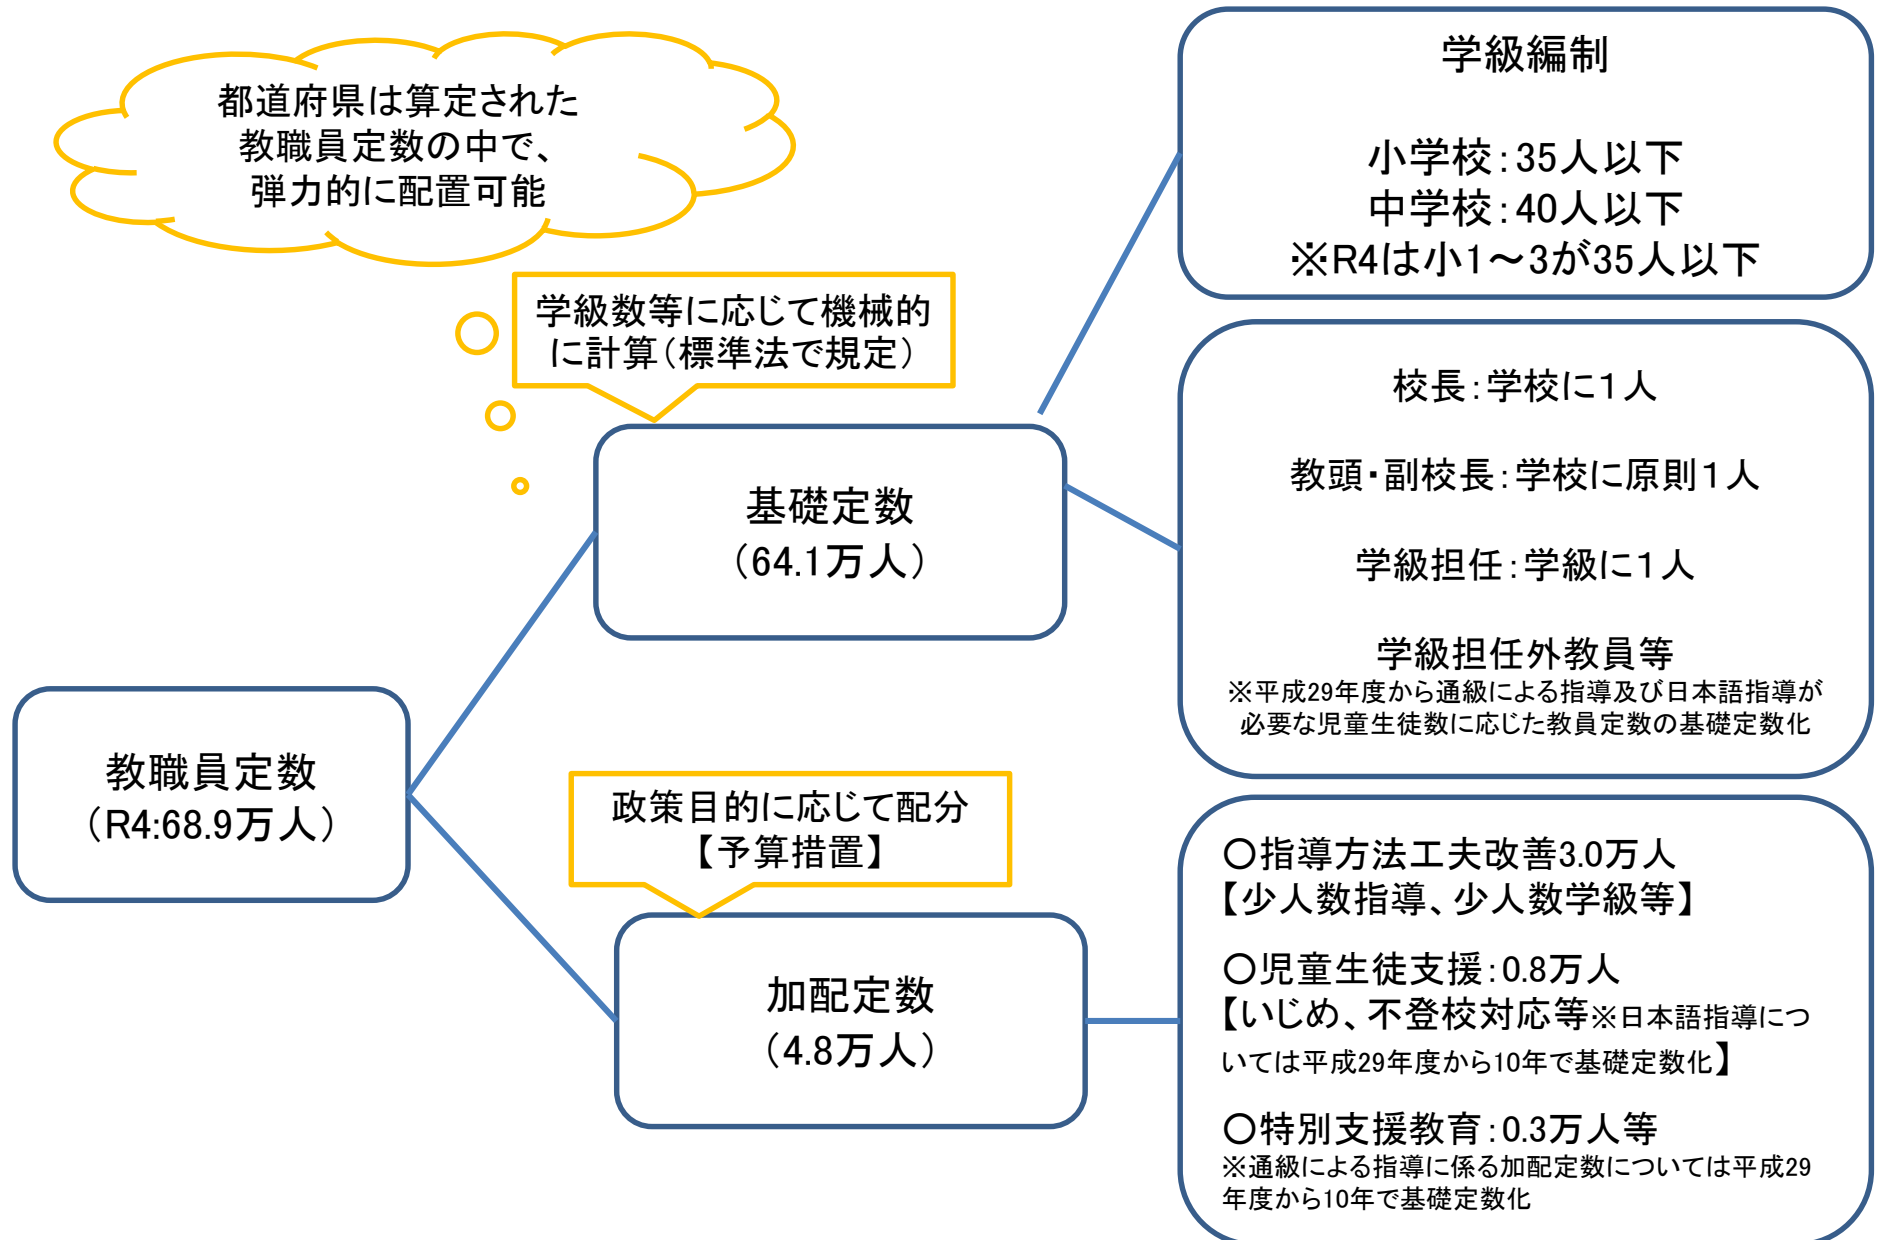 都道府県は算定された
教職員定数の中で、
弾力的に配置可能
学級数等に応じて機械的
に計算（標準法で規定）
基礎定数
（64.1万人）
教職員定数
（R4:68.9万人）
政策目的に応じて配分
【予算措置】
加配定数
（4.8万人）
学級編制
小学校：35人以下
中学校：40人以下
※R4は小1～3が35人以下
校長：学校に１人
教頭・副校長：学校に原則１人
学級担任：学級に１人
学級担任外教員等
※平成29年度から通級による指導及び日本語指導が
必要な児童生徒数に応じた教員定数の基礎定数化
〇指導方法工夫改善3.0万人
【少人数指導、少人数学級等】
〇児童生徒支援：0.8万人
【いじめ、不登校対応等※日本語指導につ
いては平成29年度から10年で基礎定数化】
〇特別支援教育：0.3万人等
※通級による指導に係る加配定数については平成29
年度から10年で基礎定数化